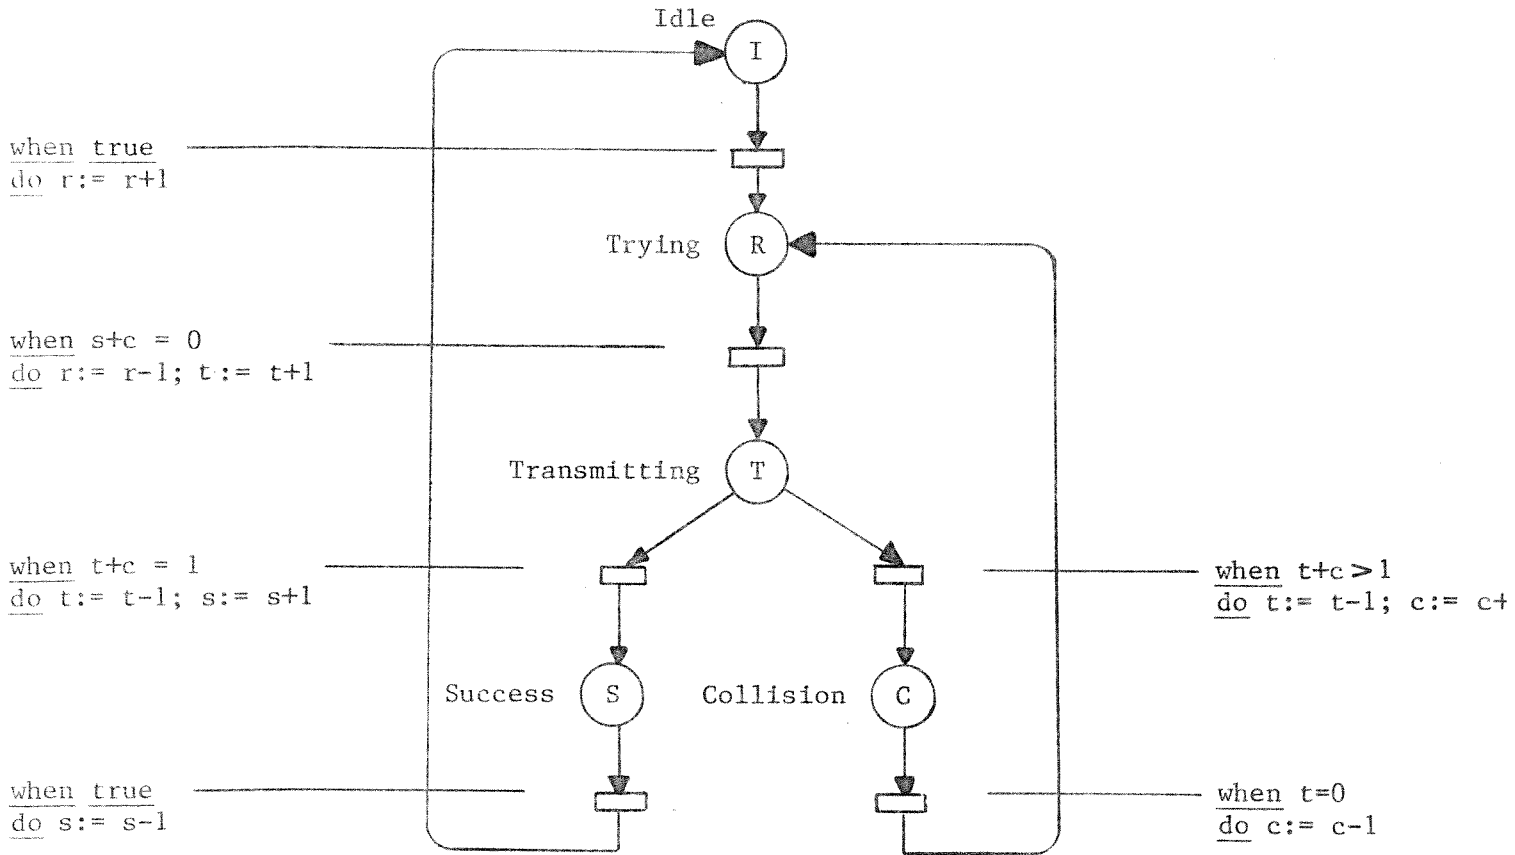 Idle
I
when true
do r:= r+1
Trying
R
when s+c = 0
do r:= r-1; t:= t+1
Transmitting
T
when t+c = 1
do t:= t-1; s:= s+1
when t+c > 1
do t:= t-1; c:= c+
Success
S
Collision
C
when true
do s:= s-1
when t=0
do c:= c-1